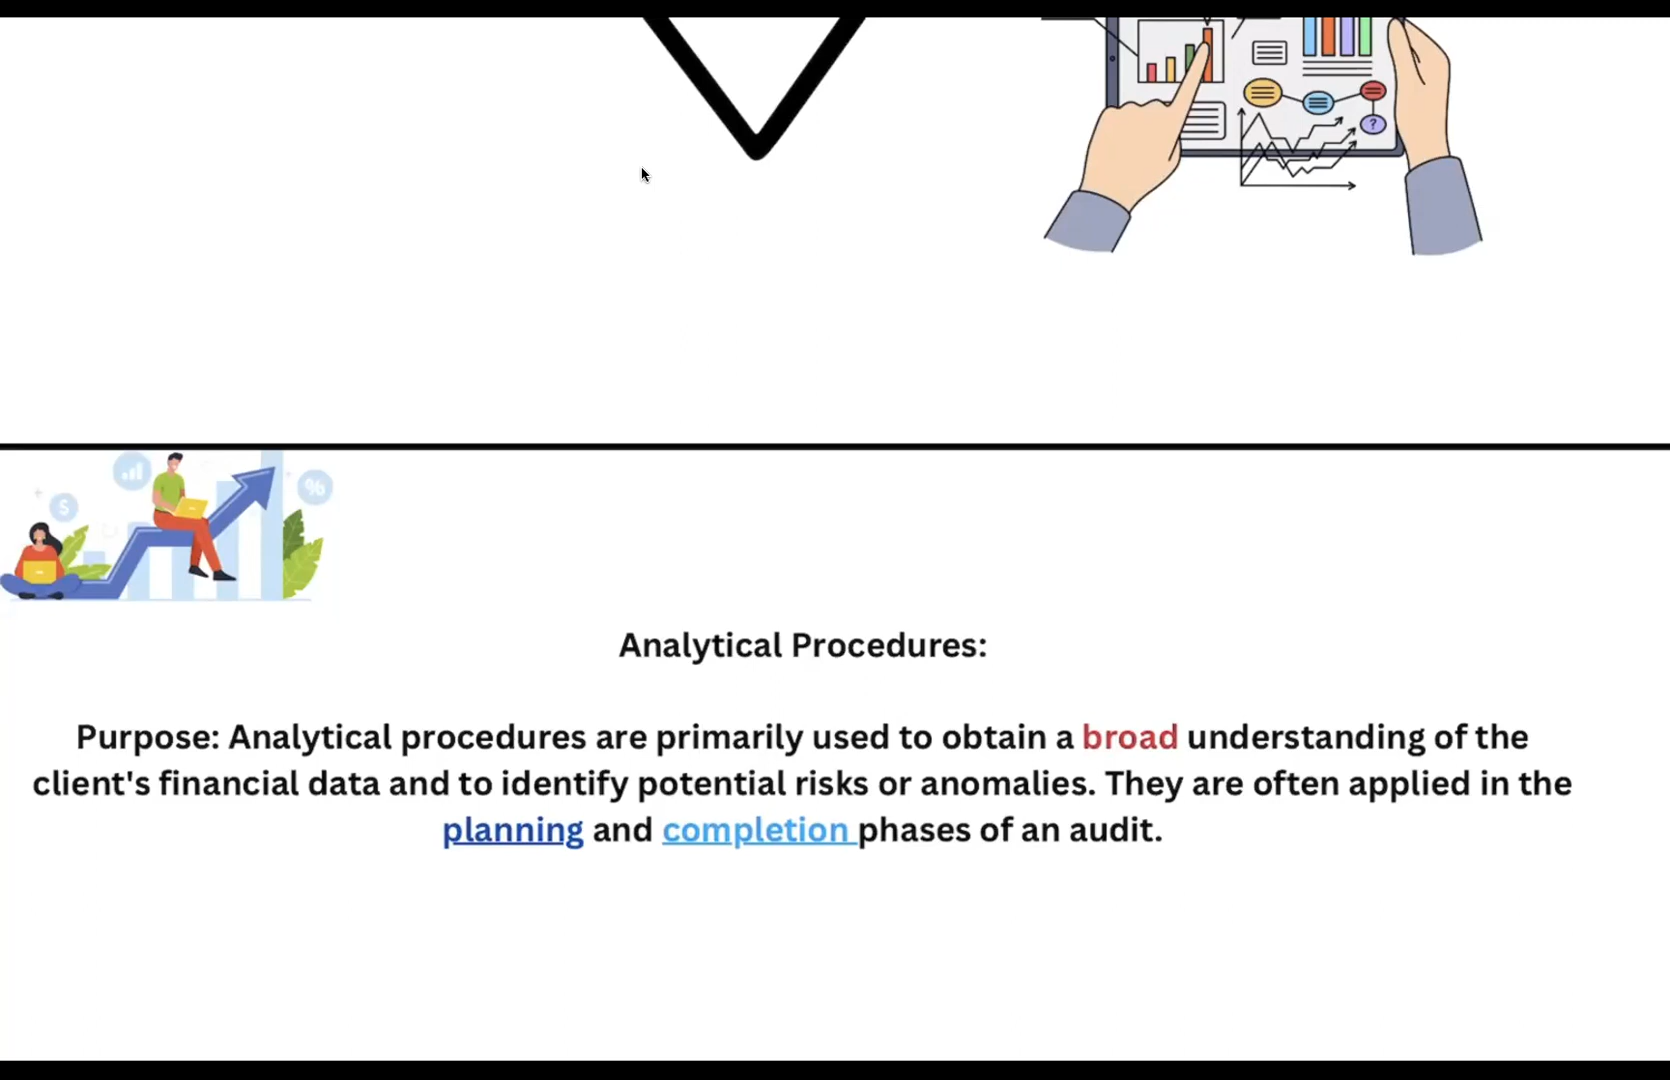 ?
$
%
Analytical Procedures:
Purpose: Analytical procedures are primarily used to obtain a broad understanding of the
client's financial data and to identify potential risks or anomalies. They are often applied in the
planning and completion phases of an audit.